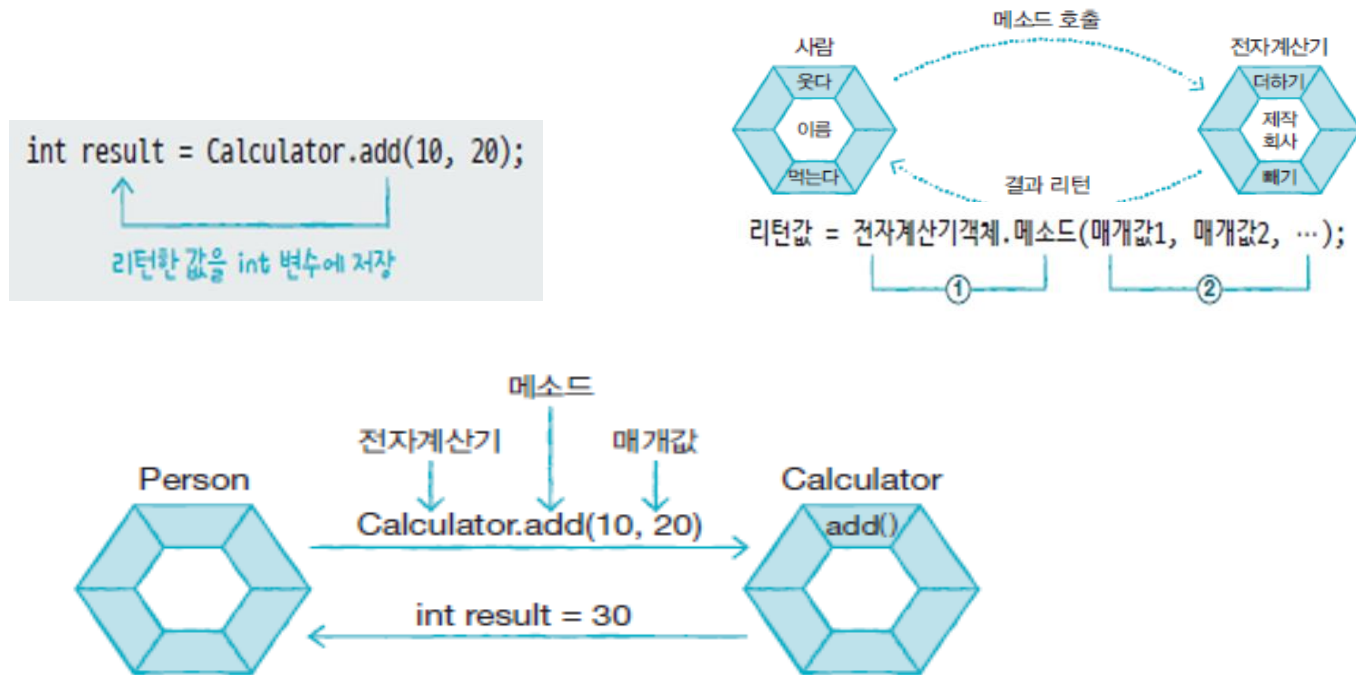 int result = Calculator.add(10, 20);
리턴한 값을 int 변수에 저장
메소드 호출
사람
전자계산기
웃다
이름
먹는다
더하기
제작
회사
빼기
결과 리턴
리턴값 = 전자계산기객체.메소드(매개값1, 매개값2, …);
①
②
메소드
전자계산기
매개값
Person
Calculator
Calculator.add(10, 20)
add()
int result = 30